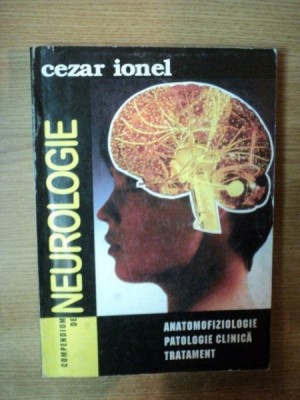 cezar ionel
COMPENDIUM
DE
NEUROLOGIE
ANATOMOFIZIOLOGIE
PATOLOGIE CLINICĂ
TRATAMENT